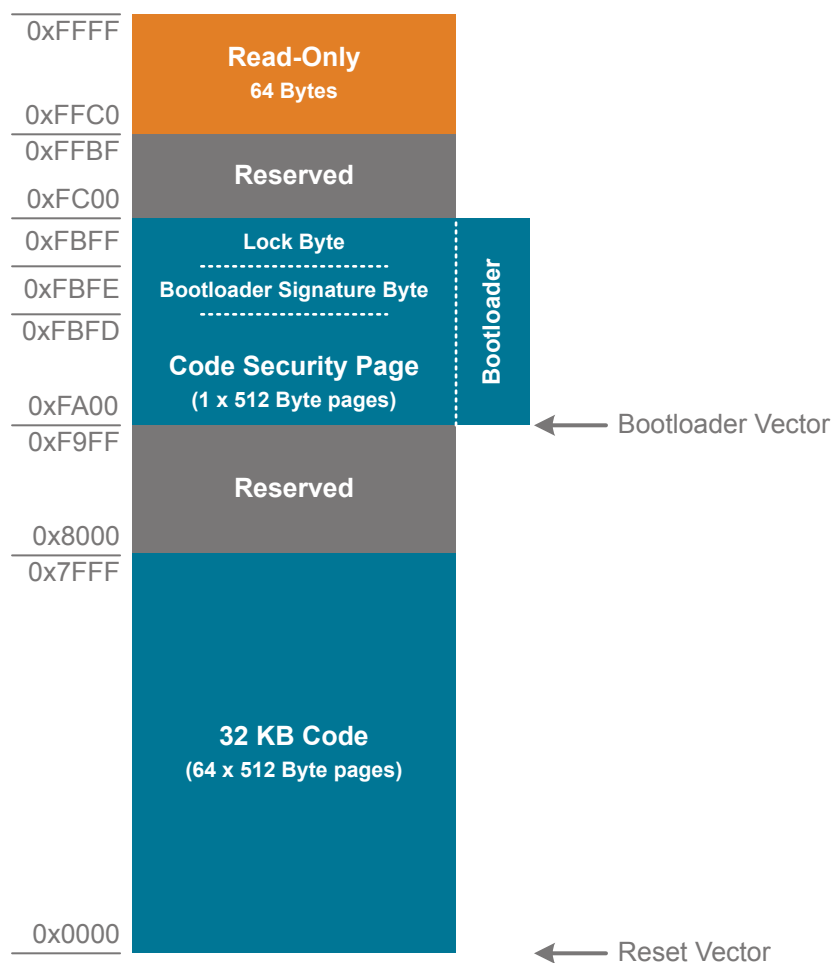 0xFFFF
Read-Only
64 Bytes
0xFFC0
0xFFBF
Reserved
0xFC00
0xFBFF
Lock Byte
0xFBFE
Bootloader Signature Byte
0xFBFD
Bootloader
Code Security Page
(1 x 512 Byte pages)
0xFA00
Bootloader Vector
0xF9FF
Reserved
0x8000
0x7FFF
32 KB Code
(64 x 512 Byte pages)
0x0000
Reset Vector